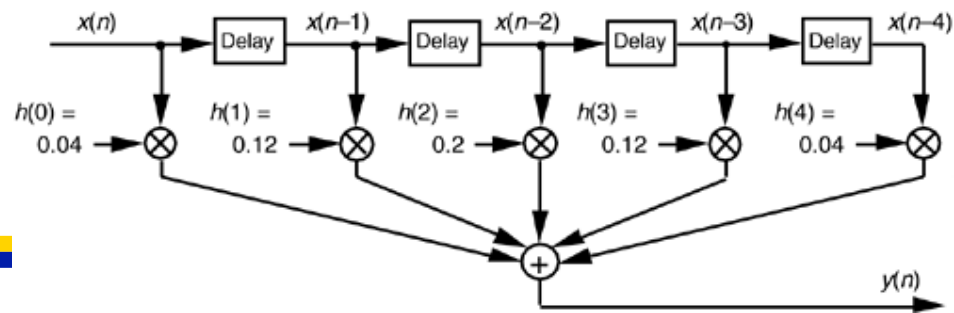 x(n) x(n–1) x(n–2) x(n–3) x(n–4)
Delay Delay Delay Delay
h(0) = h(1) = h(2) = h(3) = h(4) =
0.04 0.12 0.2 0.12 0.04
+
y(n)